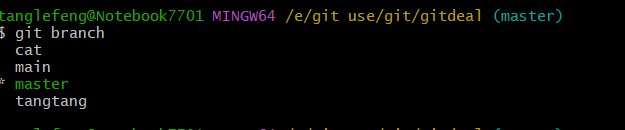 tanglefeng@Notebook7701 MINGW64 /e/git use/git/gitdeal (master)
$ git branch
  cat
  main
* master
  tangtang